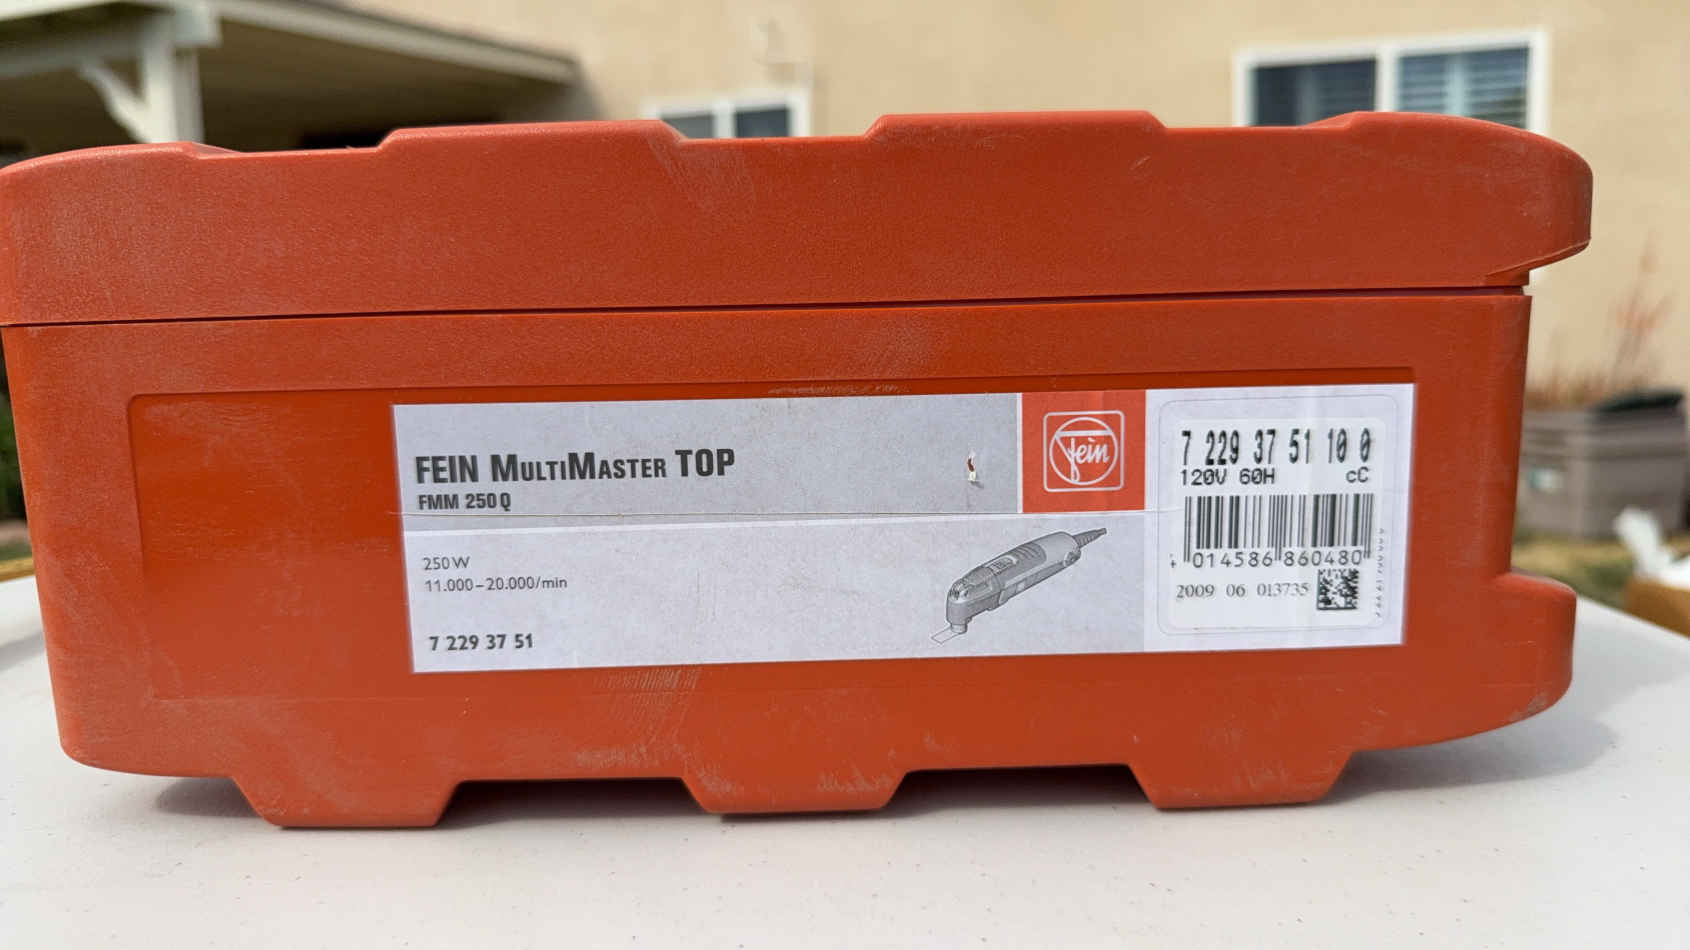 FEIN MULTIMASTER TOP
FMM 250 Q
250 W
11.000–20.000/min
7 229 37 51
fein
7 229 37 51 10 0
120V 60H cC
4 014586 860480
2009 06 013735